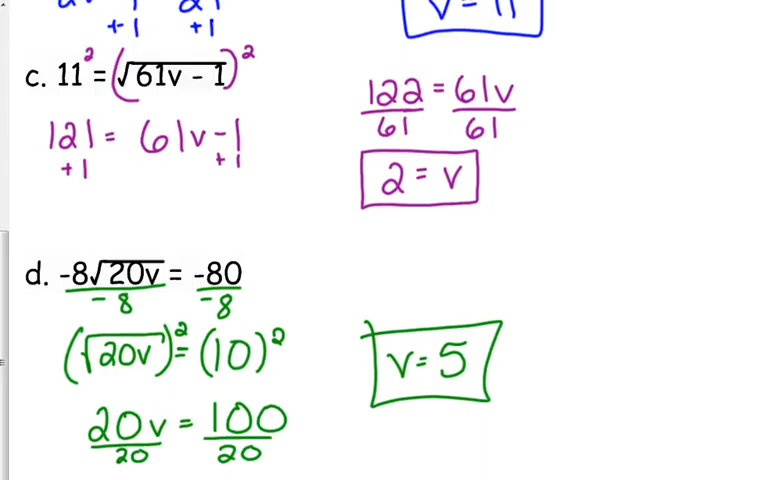 +1 +1
v = 11
c. 11² = (√61v - 1)²
121 = 61v - 1
+1 +1
122 = 61v
61 61
2 = v
d. -8√20v = -80
-8 -8
(√20v)² = (10)²
20v = 100
20 20
v = 5